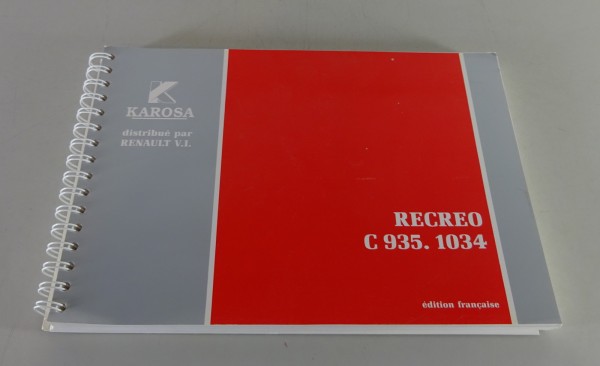 KAROSA
distribué par
RENAULT V.I.
RECREO
C 935. 1034
édition française